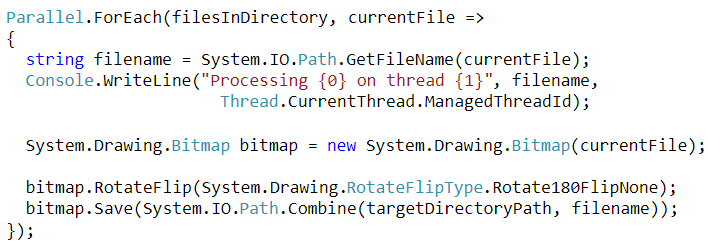 Parallel.ForEach(filesInDirectory, currentFile =>
{
  string filename = System.IO.Path.GetFileName(currentFile);
  Console.WriteLine("Processing {0} on thread {1}", filename,
                      Thread.CurrentThread.ManagedThreadId);

  System.Drawing.Bitmap bitmap = new System.Drawing.Bitmap(currentFile);

  bitmap.RotateFlip(System.Drawing.RotateFlipType.Rotate180FlipNone);
  bitmap.Save(System.IO.Path.Combine(targetDirectoryPath, filename));
});